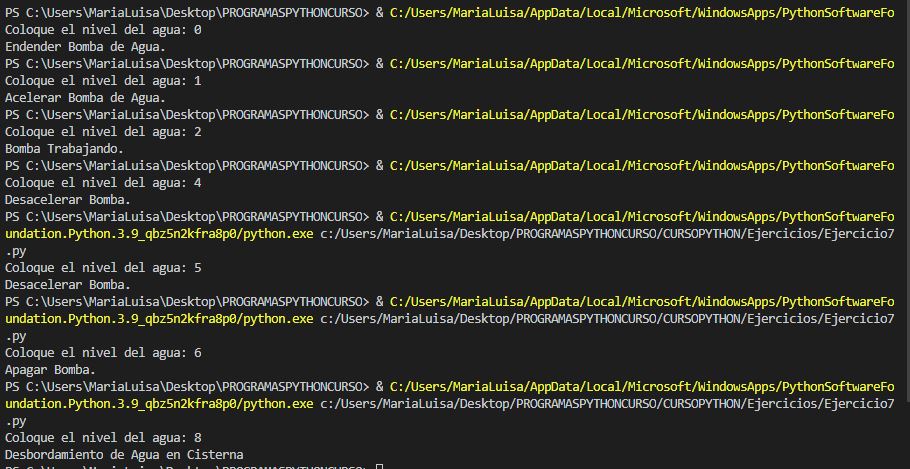 PS C:\Users\MariaLuisa\Desktop\PROGRAMASPYTHONCURSO> & C:/Users/MariaLuisa/AppData/Local/Microsoft/WindowsApps/PythonSoftwareFo
Coloque el nivel del agua: 0
Endender Bomba de Agua.
PS C:\Users\MariaLuisa\Desktop\PROGRAMASPYTHONCURSO> & C:/Users/MariaLuisa/AppData/Local/Microsoft/WindowsApps/PythonSoftwareFo
Coloque el nivel del agua: 1
Acelerar Bomba de Agua.
PS C:\Users\MariaLuisa\Desktop\PROGRAMASPYTHONCURSO> & C:/Users/MariaLuisa/AppData/Local/Microsoft/WindowsApps/PythonSoftwareFo
Coloque el nivel del agua: 2
Bomba Trabajando.
PS C:\Users\MariaLuisa\Desktop\PROGRAMASPYTHONCURSO> & C:/Users/MariaLuisa/AppData/Local/Microsoft/WindowsApps/PythonSoftwareFo
Coloque el nivel del agua: 4
Desacelerar Bomba.
PS C:\Users\MariaLuisa\Desktop\PROGRAMASPYTHONCURSO> & C:/Users/MariaLuisa/AppData/Local/Microsoft/WindowsApps/PythonSoftwareFo
undation.Python.3.9_qbz5n2kfra8p0/python.exe c:/Users/MariaLuisa/Desktop/PROGRAMASPYTHONCURSO/CURSOPYTHON/Ejercicios/Ejercicio7
.py
Coloque el nivel del agua: 5
Desacelerar Bomba.
PS C:\Users\MariaLuisa\Desktop\PROGRAMASPYTHONCURSO> & C:/Users/MariaLuisa/AppData/Local/Microsoft/WindowsApps/PythonSoftwareFo
undation.Python.3.9_qbz5n2kfra8p0/python.exe c:/Users/MariaLuisa/Desktop/PROGRAMASPYTHONCURSO/CURSOPYTHON/Ejercicios/Ejercicio7
.py
Coloque el nivel del agua: 6
Apagar Bomba.
PS C:\Users\MariaLuisa\Desktop\PROGRAMASPYTHONCURSO> & C:/Users/MariaLuisa/AppData/Local/Microsoft/WindowsApps/PythonSoftwareFo
undation.Python.3.9_qbz5n2kfra8p0/python.exe c:/Users/MariaLuisa/Desktop/PROGRAMASPYTHONCURSO/CURSOPYTHON/Ejercicios/Ejercicio7
.py
Coloque el nivel del agua: 8
Desbordamiento de Agua en Cisterna
PS C:\Users\MariaLuisa\Desktop\PROGRAMASPYTHONCURSO>